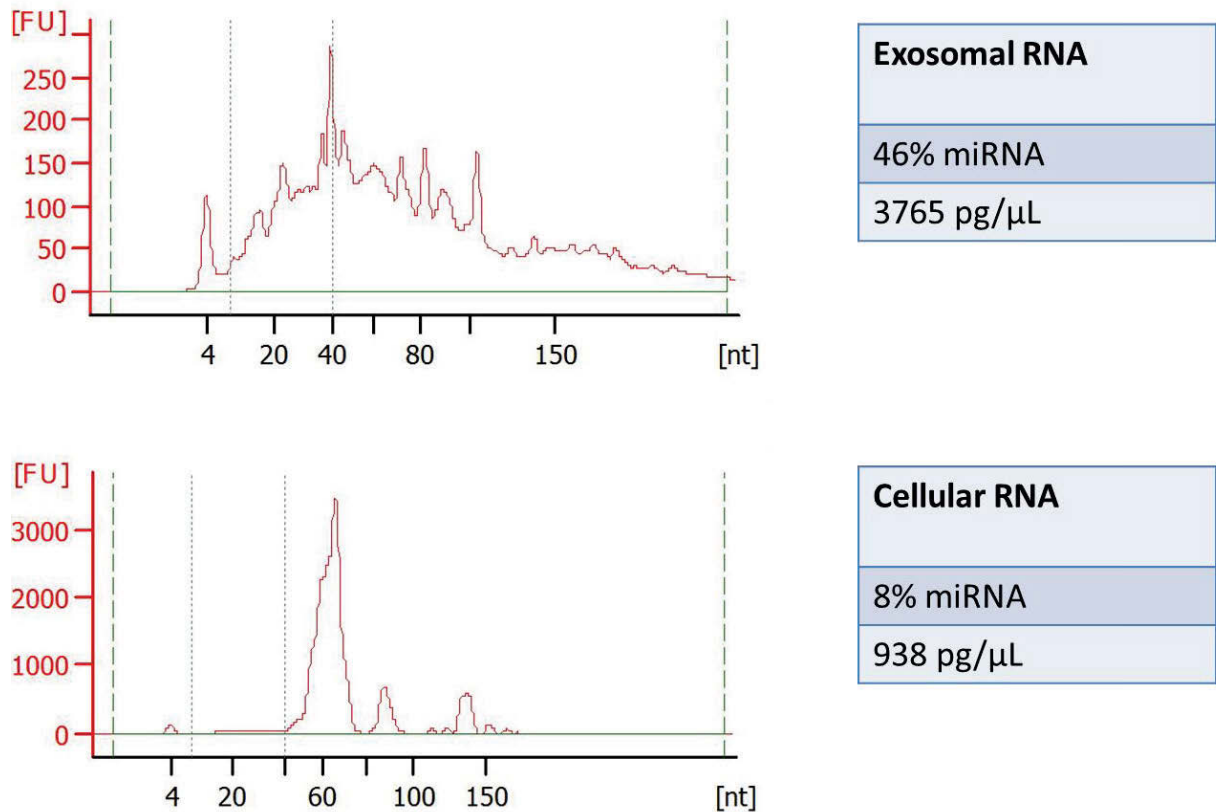 [FU]
250
200
150
100
50
0
4 20 40 80 150 [nt]
Exosomal RNA
46% miRNA
3765 pg/µL
[FU]
3000
2000
1000
0
4 20 60 100 150 [nt]
Cellular RNA
8% miRNA
938 pg/µL